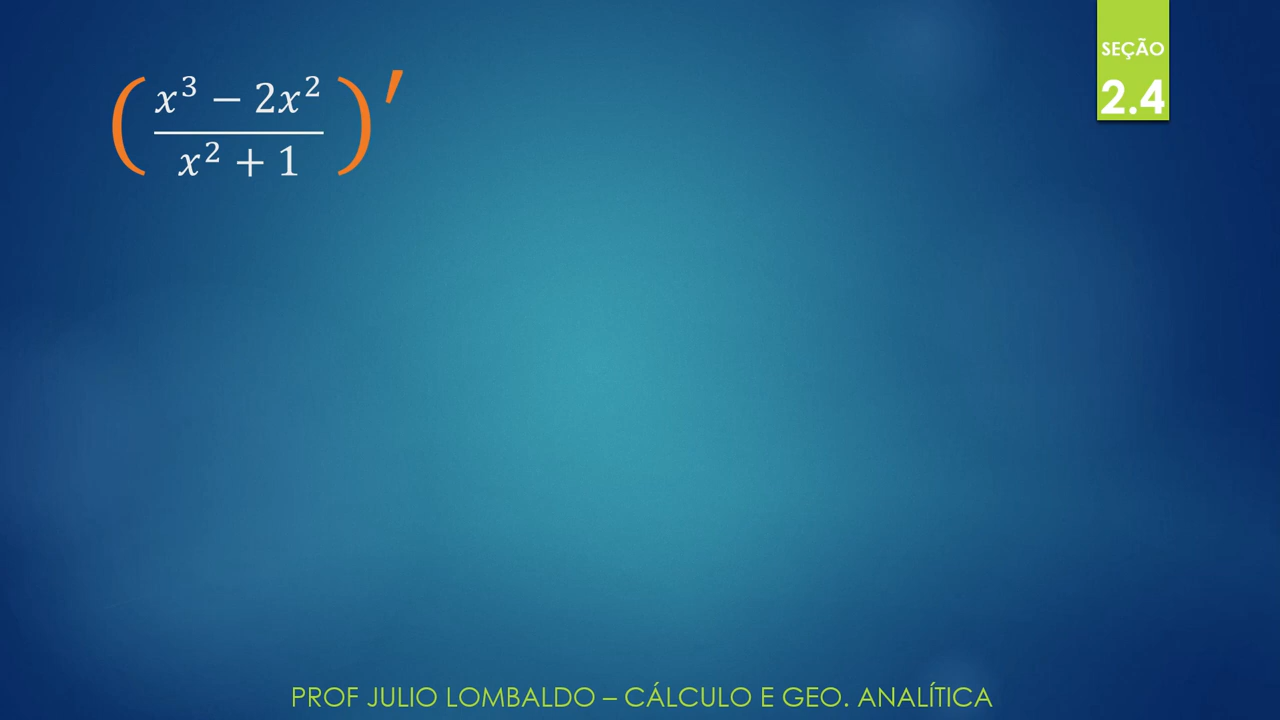 (x³ − 2x² / x² + 1)′
SEÇÃO
2.4
PROF JULIO LOMBALDO – CÁLCULO E GEO. ANALÍTICA